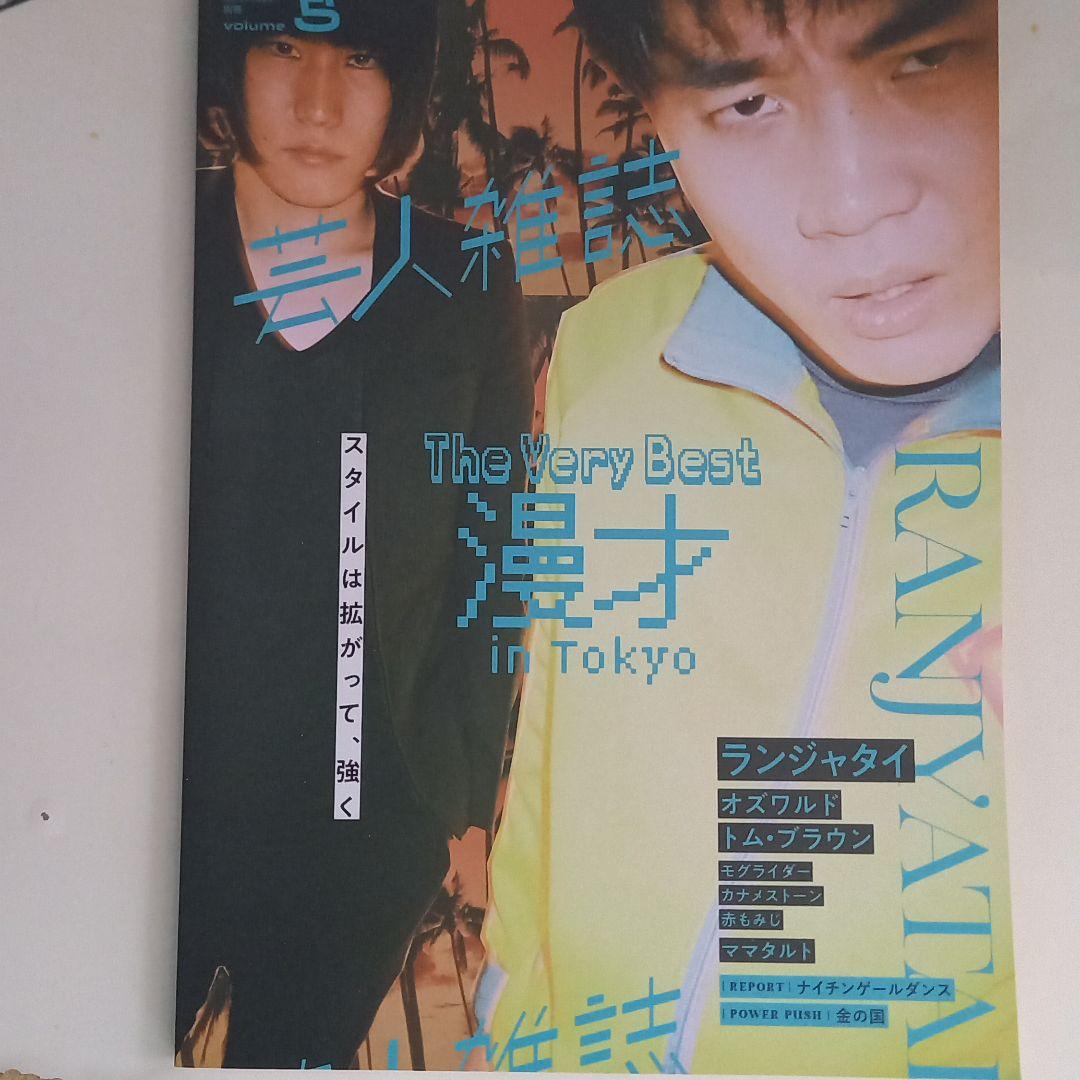 volume 5
芸人雑誌
The Very Best
漫才
in Tokyo
スタイルは拡がって、強く
RANJYATAI
ランジャタイ
オズワルド
トム・ブラウン
モグライダー
カナメストーン
赤もみじ
ママタルト
| REPORT | ナイチンゲールダンス
| POWER PUSH | 金の国
人雑誌